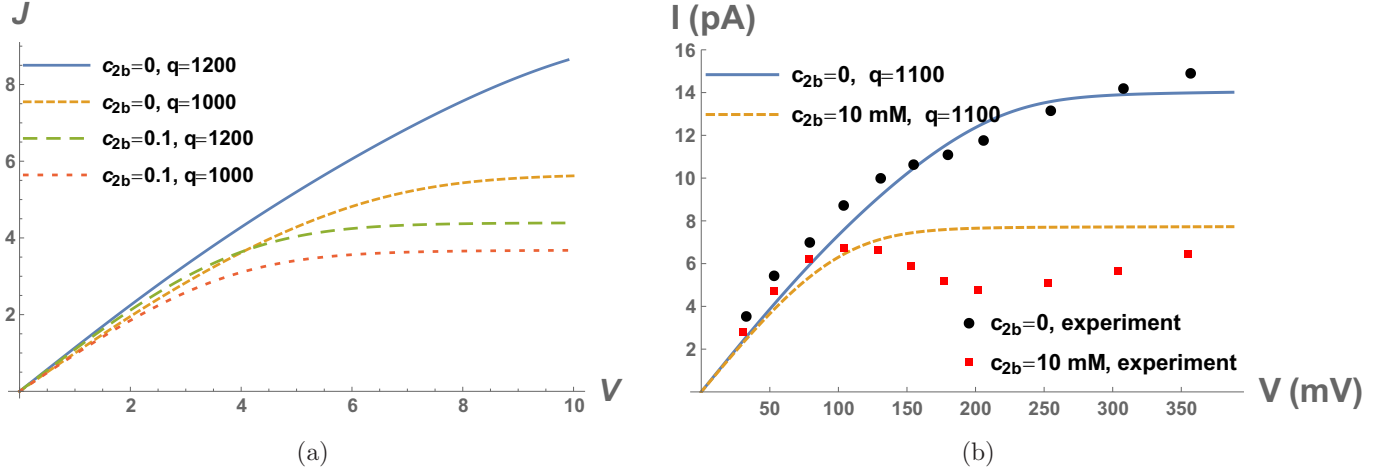 J
8
6
4
2
2
4
6
8
10
V
c2b=0, q=1200
c2b=0, q=1000
c2b=0.1, q=1200
c2b=0.1, q=1000
(a)
I (pA)
16
14
12
10
8
6
4
2
50
100
150
200
250
300
350
V (mV)
c2b=0, q=1100
c2b=10 mM, q=1100
c2b=0, experiment
c2b=10 mM, experiment
(b)